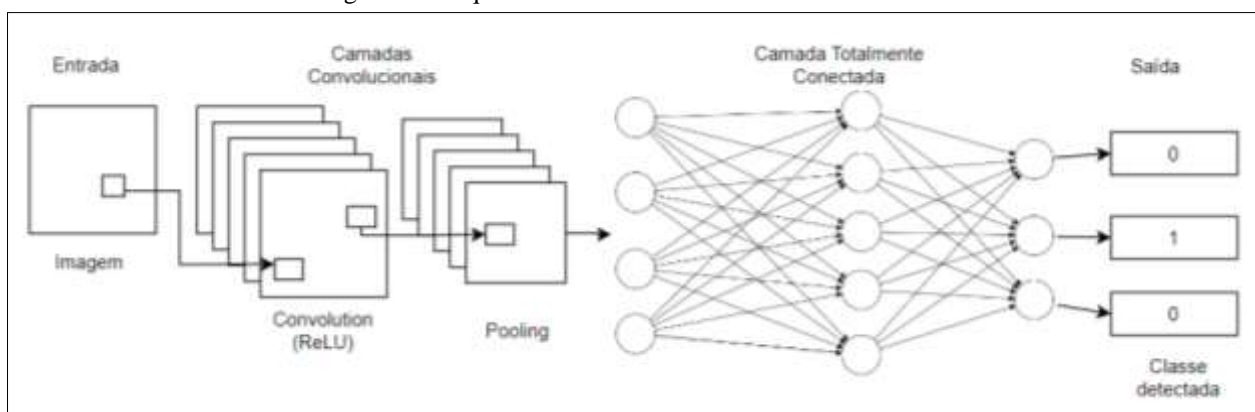 Entrada
Camadas
Convolucionais
Camada Totalmente
Conectada
Saída
Imagem
Convolution
(ReLU)
Pooling
0
1
0
Classe
detectada